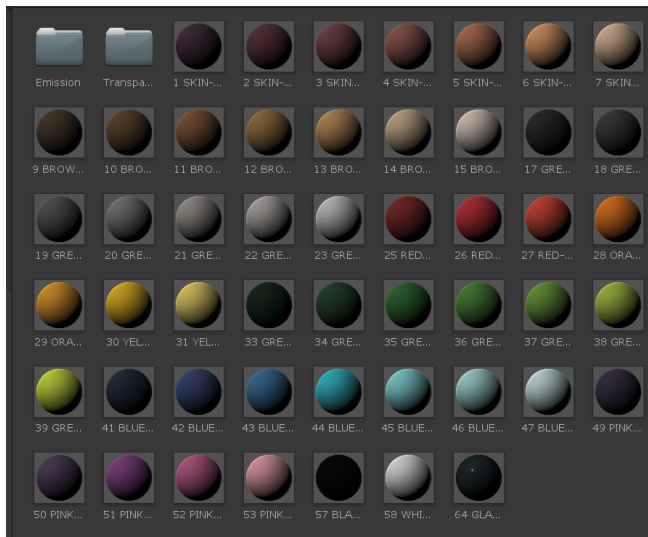 Emission
Transpa...
1 SKIN-...
2 SKIN-...
3 SKIN...
4 SKIN-...
5 SKIN-...
6 SKIN-...
7 SKIN...
9 BROW...
10 BRO...
11 BRO...
12 BRO...
13 BRO...
14 BRO...
15 BRO...
17 GRE...
18 GRE...
19 GRE...
20 GRE...
21 GRE...
22 GRE...
23 GRE...
25 RED...
26 RED...
27 RED-...
28 ORA...
29 ORA...
30 YEL...
31 YEL...
33 GRE...
34 GRE...
35 GRE...
36 GRE...
37 GRE...
38 GRE...
39 GRE...
41 BLUE...
42 BLUE...
43 BLUE...
44 BLUE...
45 BLUE...
46 BLUE...
47 BLUE...
49 PINK...
50 PINK...
51 PINK...
52 PINK...
53 PINK...
57 BLA...
58 WHI...
64 GLA...